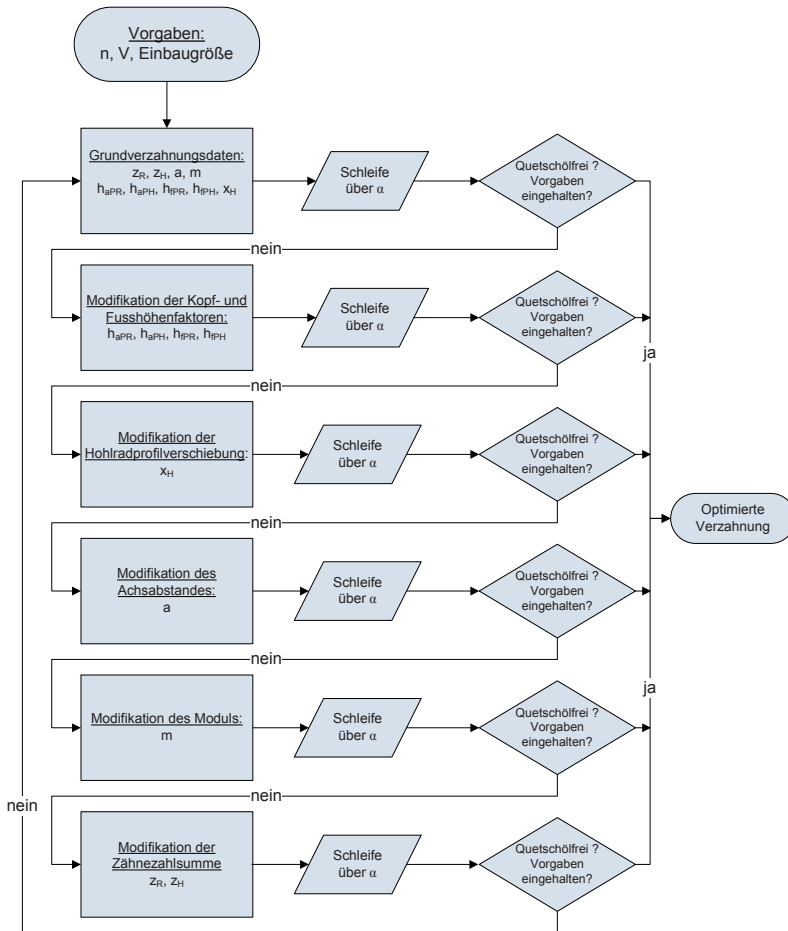 Vorgaben:
n, V, Einbaugröße
Grundverzahnungsdaten:
zR, zH, a, m
haPR, haPH, hfPR, hfPH, xH
Schleife
über α
Quetschölfrei ?
Vorgaben
eingehalten?
nein
Modifikation der Kopf- und
Fusshöhenfaktoren:
haPR, haPH, hfPR, hfPH
Schleife
über α
Quetschölfrei ?
Vorgaben
eingehalten?
ja
nein
Modifikation der
Hohlradprofilverschiebung:
xH
Schleife
über α
Quetschölfrei ?
Vorgaben
eingehalten?
Optimierte
Verzahnung
nein
Modifikation des
Achsabstandes:
a
Schleife
über α
Quetschölfrei ?
Vorgaben
eingehalten?
nein
ja
Modifikation des Moduls:
m
Schleife
über α
Quetschölfrei ?
Vorgaben
eingehalten?
nein
nein
Modifikation der
Zähnezahlsumme
zR, zH
Schleife
über α
Quetschölfrei ?
Vorgaben
eingehalten?